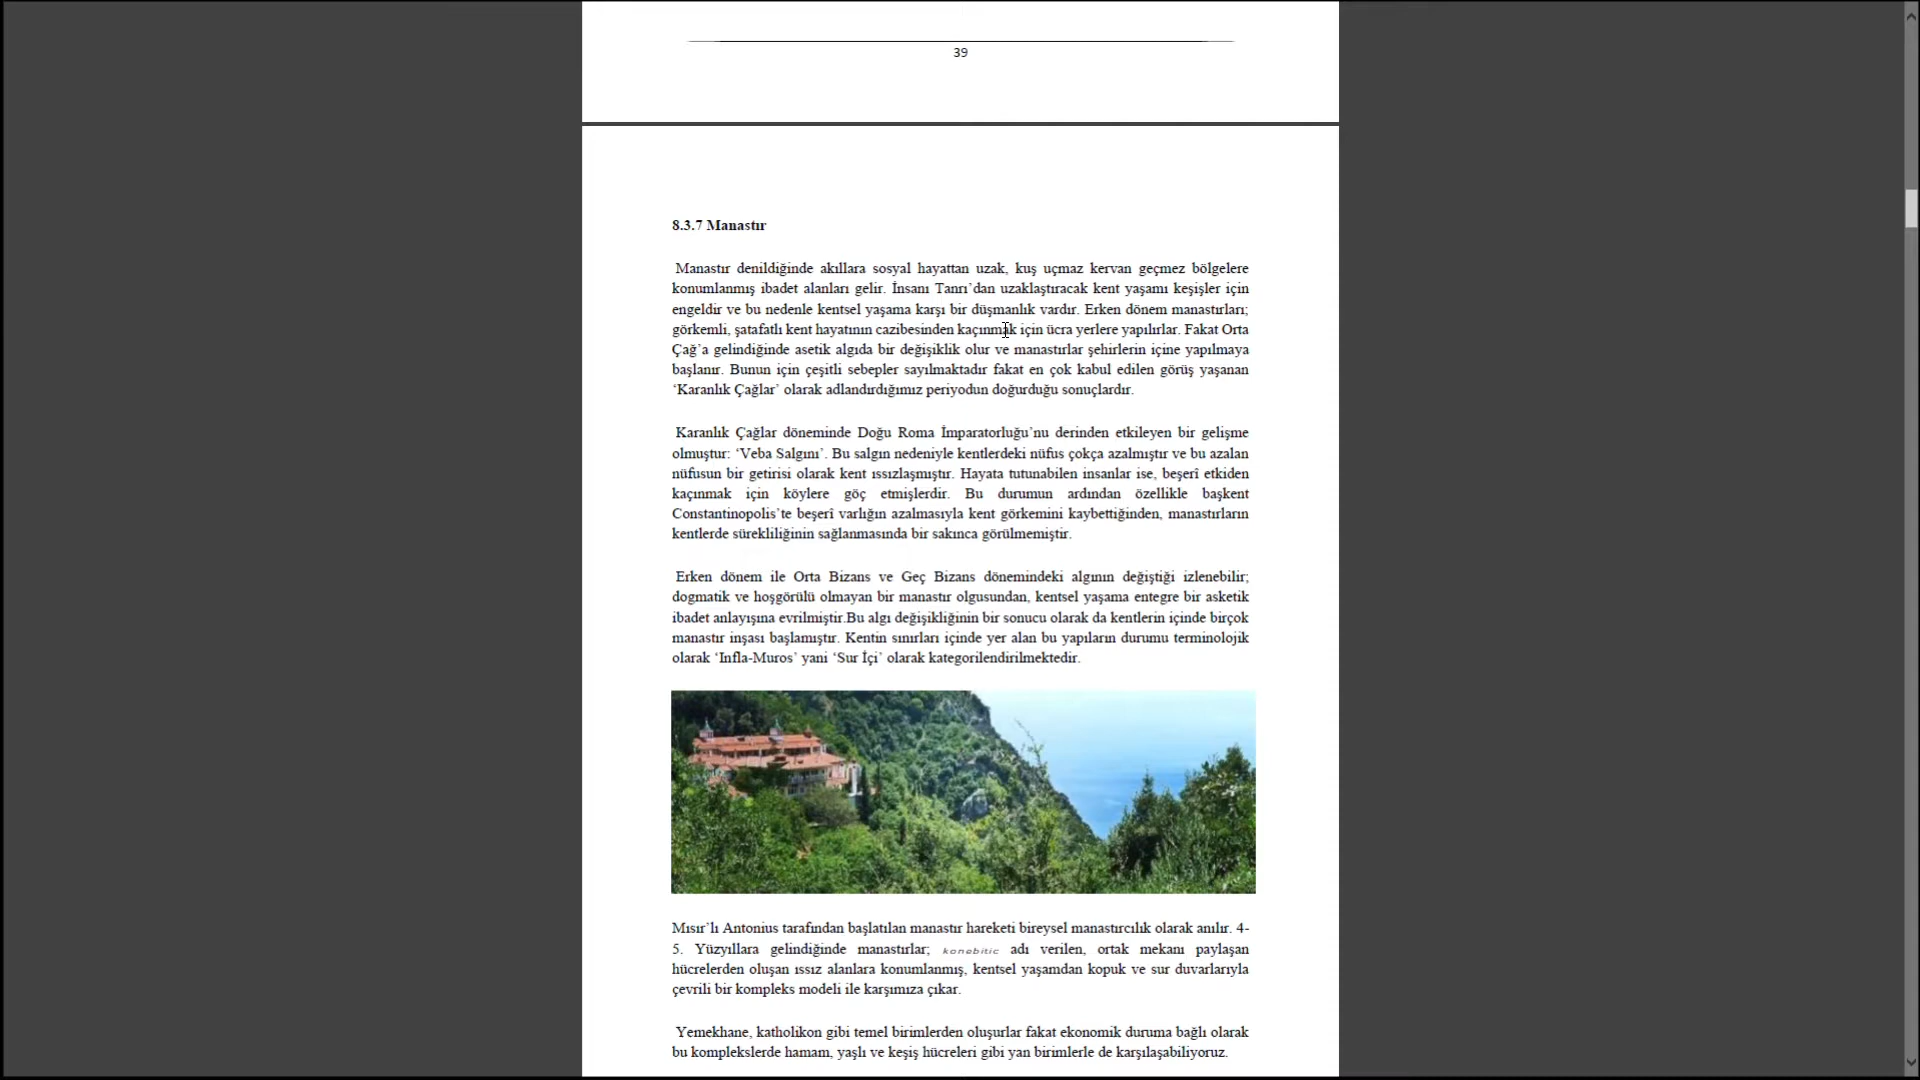 39
8.3.7 Manastır
Manastır denildiğinde akıllara sosyal hayattan uzak, kuş uçmaz kervan geçmez bölgelere
konumlanmış ibadet alanları gelir. İnsanı Tanrı’dan uzaklaştıracak kent yaşamı keşişler için
engeldir ve bu nedenle kentsel yaşama karşı bir düşmanlık vardır. Erken dönem manastırları;
görkemli, şatafatlı kent hayatının cazibesinden kaçınmak için ücra yerlere yapılırlar. Fakat Orta
Çağ’a gelindiğinde asetik algıda bir değişiklik olur ve manastırlar şehirlerin içine yapılmaya
başlanır. Bunun için çeşitli sebepler sayılmaktadır fakat en çok kabul edilen görüş yaşanan
‘Karanlık Çağlar’ olarak adlandırdığımız periyodun doğurduğu sonuçlardır.
Karanlık Çağlar döneminde Doğu Roma İmparatorluğu’nu derinden etkileyen bir gelişme
olmuştur: ‘Veba Salgını’. Bu salgın nedeniyle kentlerdeki nüfus çokça azalmıştır ve bu azalan
nüfusun bir getirisi olarak kent ıssızlaşmıştır. Hayata tutunabilen insanlar ise, beşerî etkiden
kaçınmak için köylere göç etmişlerdir. Bu durumun ardından özellikle başkent
Constantinopolis’te beşerî varlığın azalmasıyla kent görkemini kaybettiğinden, manastırların
kentlerde sürekliliğinin sağlanmasında bir sakınca görülmemiştir.
Erken dönem ile Orta Bizans ve Geç Bizans dönemindeki algının değiştiği izlenebilir;
dogmatik ve hoşgörülü olmayan bir manastır olgusundan, kentsel yaşama entegre bir asketik
ibadet anlayışına evrilmiştir.Bu algı değişikliğinin bir sonucu olarak da kentlerin içinde birçok
manastır inşası başlamıştır. Kentin sınırları içinde yer alan bu yapıların durumu terminolojik
olarak ‘Infla-Muros’ yani ‘Sur İçi’ olarak kategorilendirilmektedir.
Mısır’lı Antonius tarafından başlatılan manastır hareketi bireysel manastırcılık olarak anılır. 4-
5. Yüzyıllara gelindiğinde manastırlar; konobitic adı verilen, ortak mekanı paylaşan
hücrelerden oluşan ıssız alanlara konumlanmış, kentsel yaşamdan kopuk ve sur duvarlarıyla
çevrili bir kompleks modeli ile karşımıza çıkar.
Yemekhane, katholikon gibi temel birimlerden oluşurlar fakat ekonomik duruma bağlı olarak
bu komplekslerde hamam, yaşlı ve keşiş hücreleri gibi yan birimlerle de karşılaşabiliyoruz.